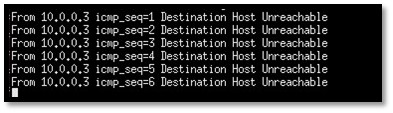 From 10.0.0.3 icmp_seq=1 Destination Host Unreachable
From 10.0.0.3 icmp_seq=2 Destination Host Unreachable
From 10.0.0.3 icmp_seq=3 Destination Host Unreachable
From 10.0.0.3 icmp_seq=4 Destination Host Unreachable
From 10.0.0.3 icmp_seq=5 Destination Host Unreachable
From 10.0.0.3 icmp_seq=6 Destination Host Unreachable